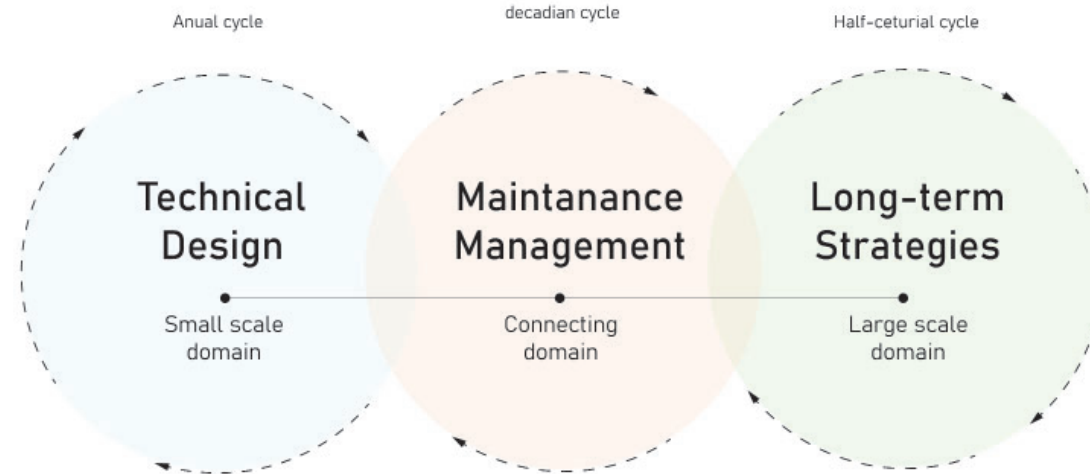 Anual cycle
decadian cycle
Half-ceturial cycle
Technical
Design
Maintanance
Management
Long-term
Strategies
Small scale
domain
Connecting
domain
Large scale
domain